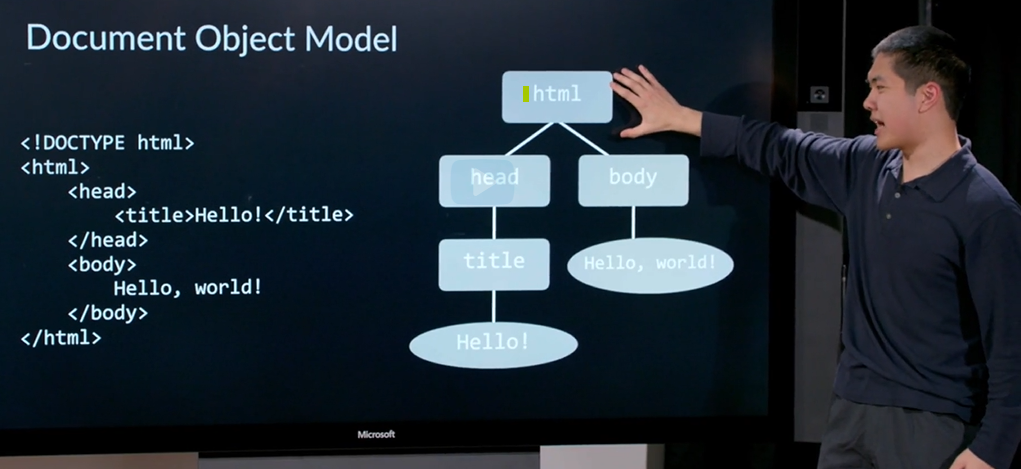 Document Object Model
<!DOCTYPE html>
<html>
    <head>
        <title>Hello!</title>
    </head>
    <body>
        Hello, world!
    </body>
</html>
html
head
body
title
Hello, world!
Hello!
Microsoft